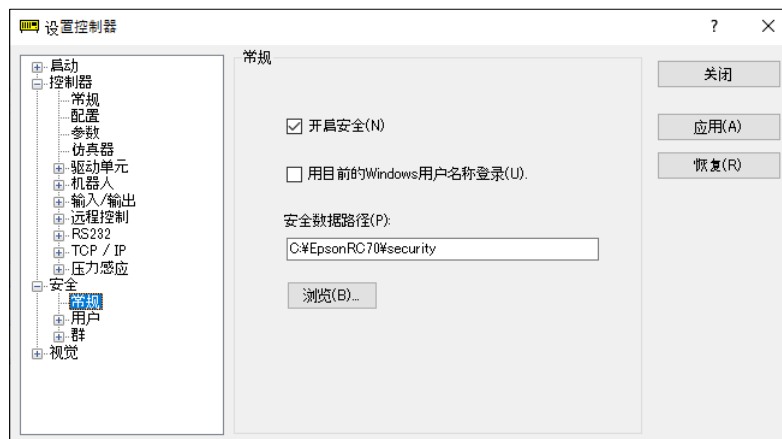 设置控制器
?
×
启动
控制器
常规
配置
参数
仿真器
驱动单元
机器人
输入/输出
远程控制
RS232
TCP / IP
压力感应
安全
常规
用户
群
视觉
常规
开启安全(N)
用目前的Windows用户名称登录(U).
安全数据路径(P):
C:¥EpsonRC70¥security
浏览(B)...
关闭
应用(A)
恢复(R)